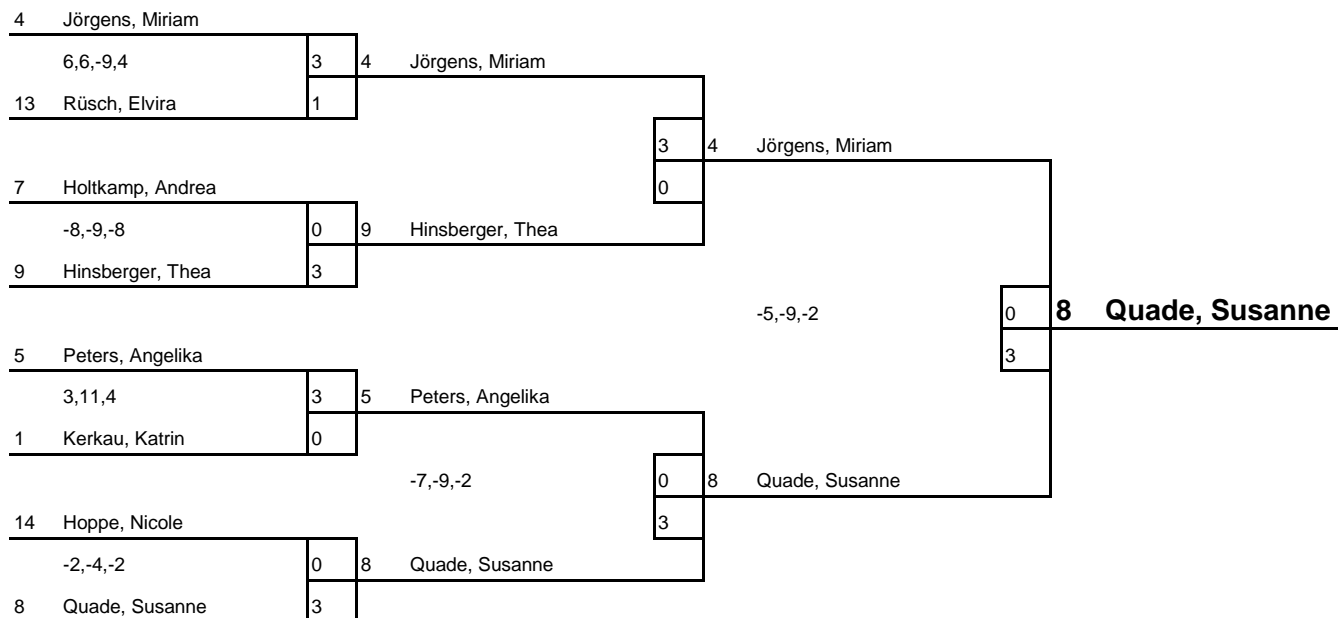 4 Jörgens, Miriam
6,6,-9,4 3 4 Jörgens, Miriam
13 Rüsch, Elvira 1
3 4 Jörgens, Miriam
7 Holtkamp, Andrea 0
-8,-9,-8 0 9 Hinsberger, Thea
9 Hinsberger, Thea 3
-5,-9,-2 0 8 Quade, Susanne
5 Peters, Angelika 3
3,11,4 3 5 Peters, Angelika
1 Kerkau, Katrin 0
-7,-9,-2 0 8 Quade, Susanne
14 Hoppe, Nicole 3
-2,-4,-2 0 8 Quade, Susanne
8 Quade, Susanne 3